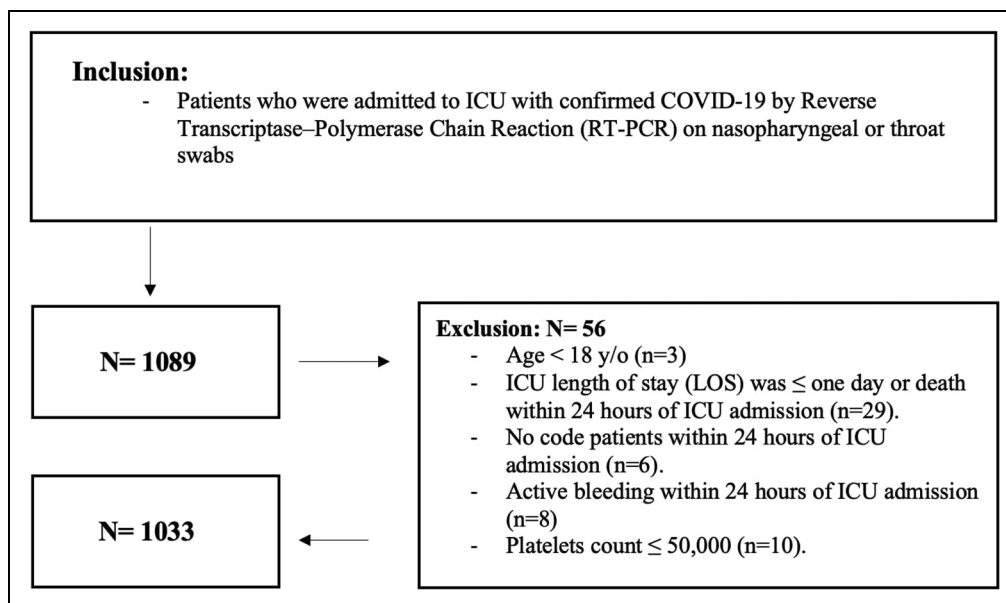 Inclusion:
- Patients who were admitted to ICU with confirmed COVID-19 by Reverse
Transcriptase–Polymerase Chain Reaction (RT-PCR) on nasopharyngeal or throat
swabs
N= 1089
Exclusion: N= 56
- Age < 18 y/o (n=3)
- ICU length of stay (LOS) was ≤ one day or death
within 24 hours of ICU admission (n=29).
- No code patients within 24 hours of ICU
admission (n=6).
- Active bleeding within 24 hours of ICU admission
(n=8)
- Platelets count ≤ 50,000 (n=10).
N= 1033